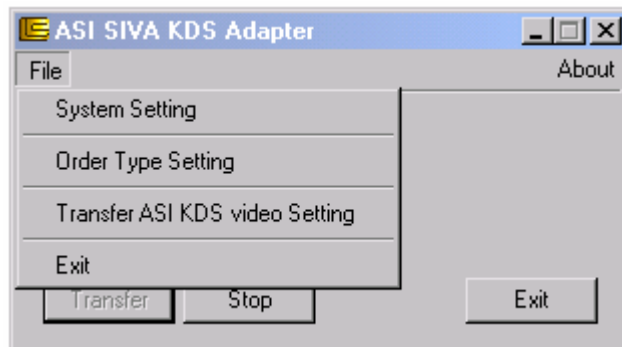 ASI SIVA KDS Adapter
File About
System Setting
Order Type Setting
Transfer ASI KDS video Setting
Exit
Transfer Stop Exit